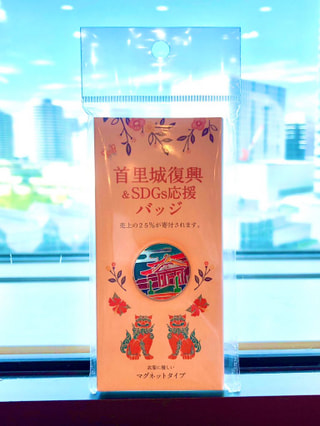 首里城復興
&SDGs応援
バッジ
売上の20%が寄付されます。
衣服に優しい
マグネットタイプ